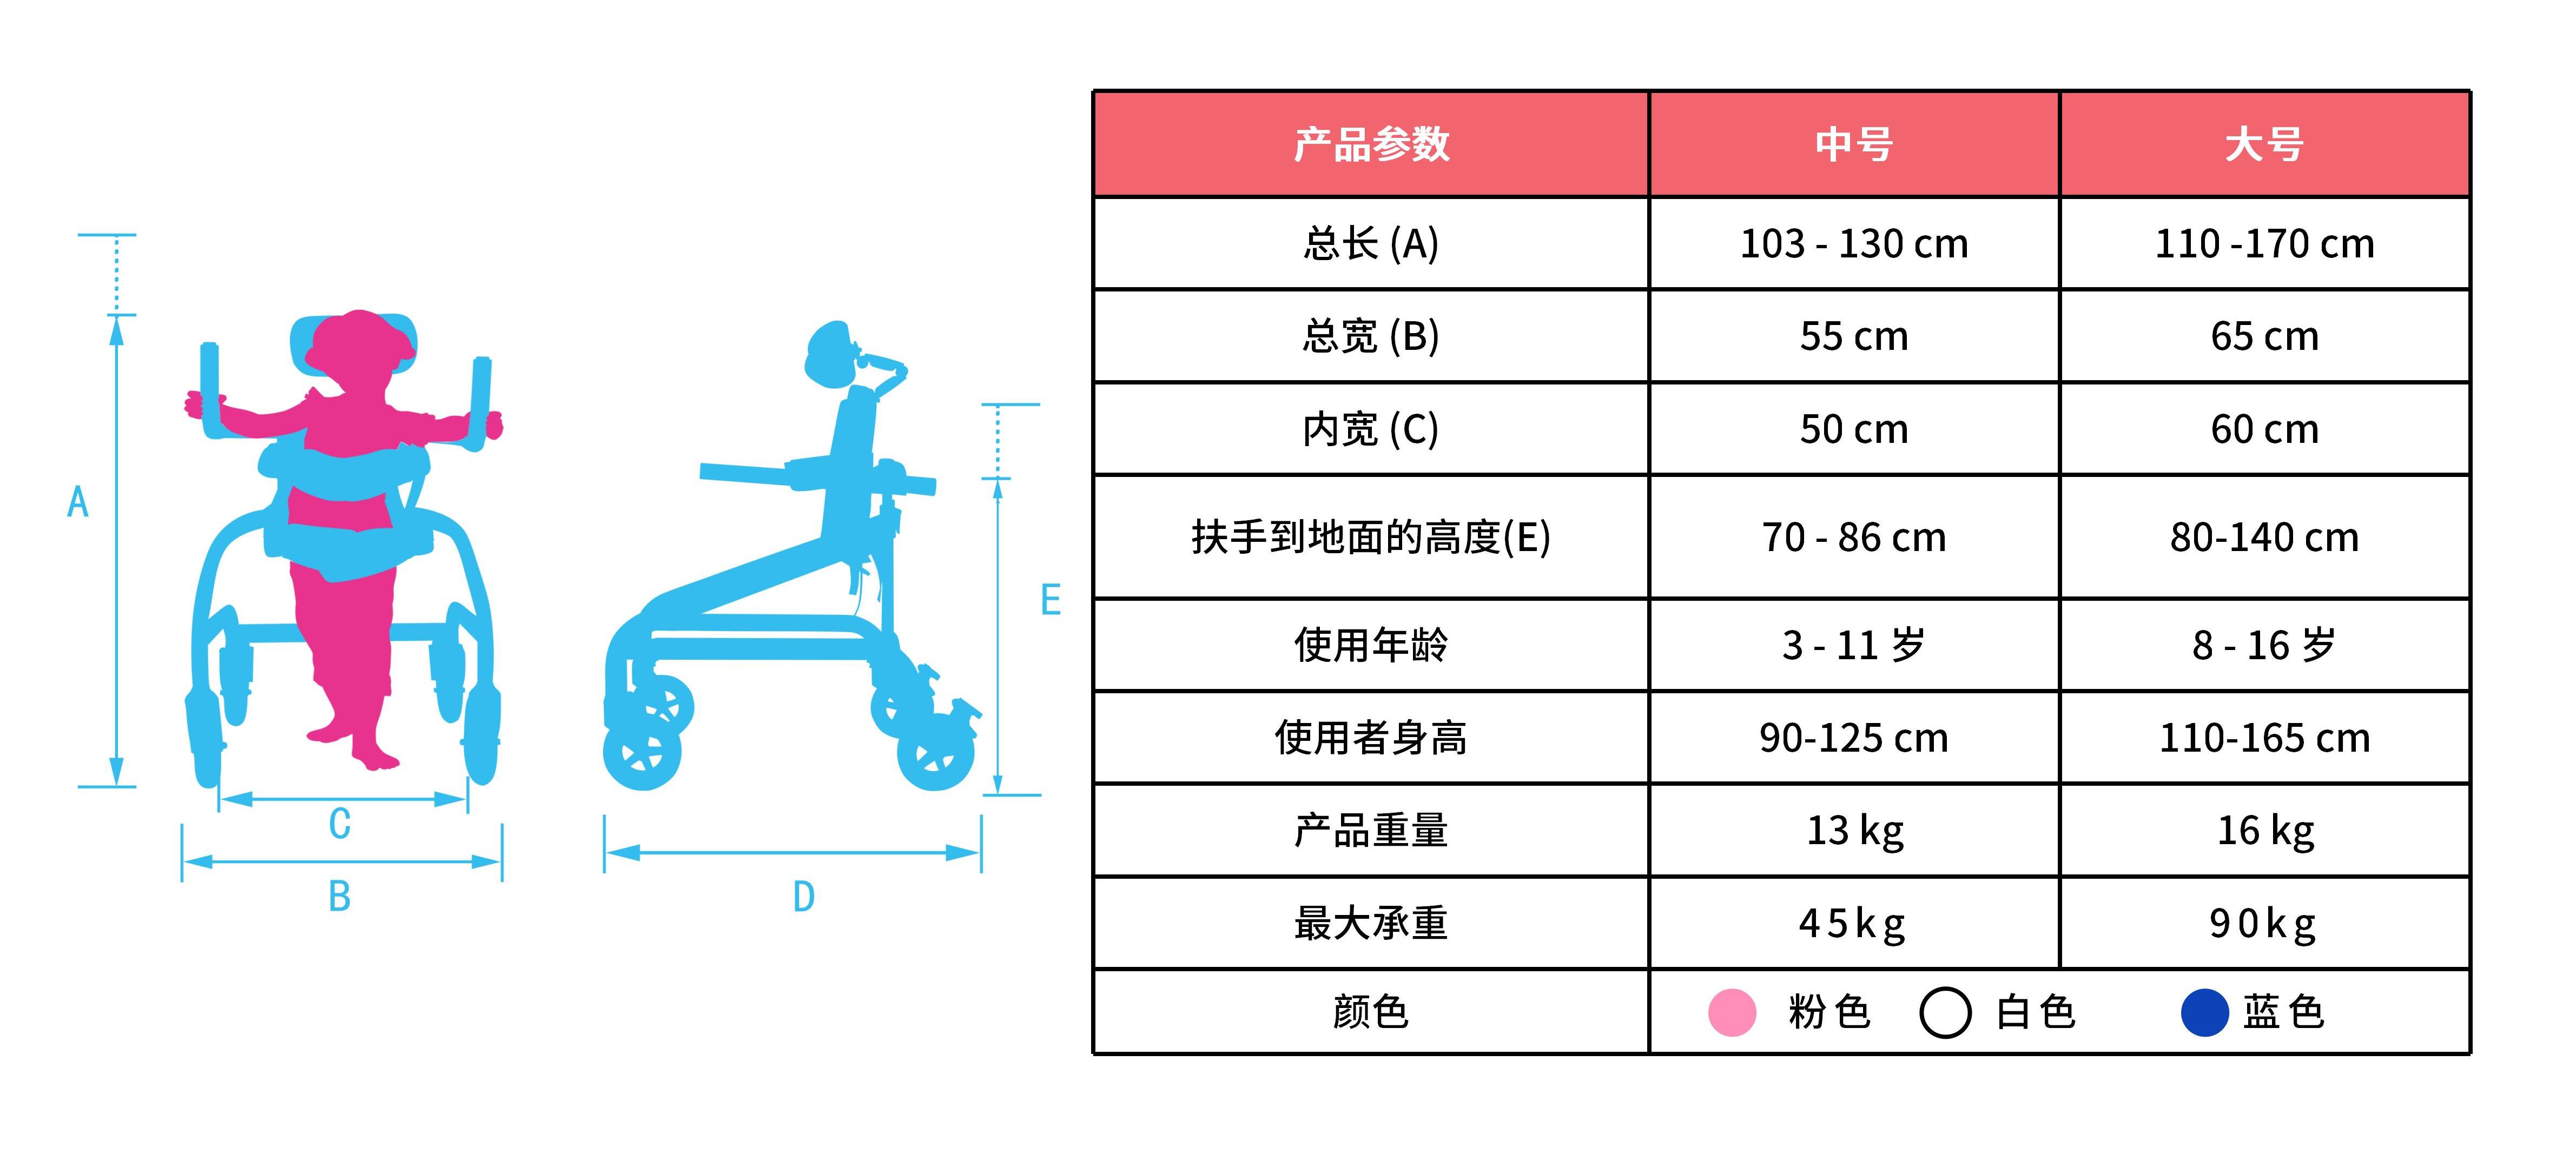 A
C
B
D
E
产品参数 中号 大号
总长 (A) 103 - 130 cm 110 -170 cm
总宽 (B) 55 cm 65 cm
内宽 (C) 50 cm 60 cm
扶手到地面的高度(E) 70 - 86 cm 80-140 cm
使用年龄 3 - 11 岁 8 - 16 岁
使用者身高 90-125 cm 110-165 cm
产品重量 13 kg 16 kg
最大承重 45kg 90kg
颜色 粉色 白色 蓝色